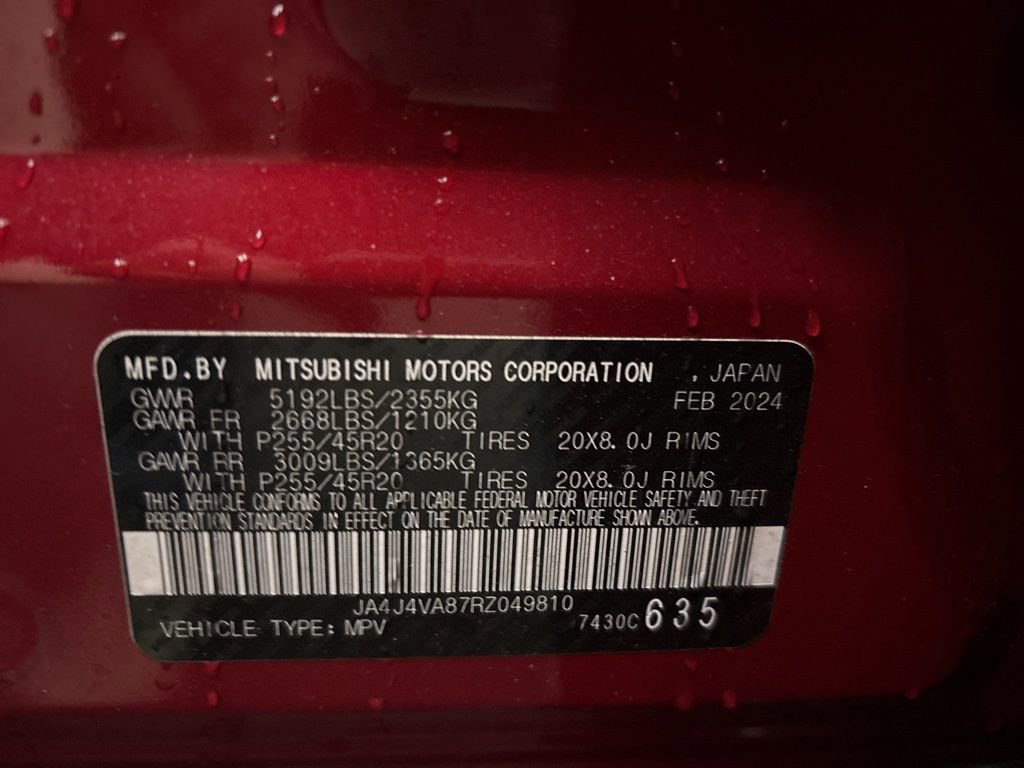 MFD.BY MITSUBISHI MOTORS CORPORATION , JAPAN
GVWR 5192LBS/2355KG FEB 2024
GAWR FR 2668LBS/1210KG
WITH P255/45R20 TIRES 20X8.0J RIMS
GAWR RR 3009LBS/1365KG
WITH P255/45R20 TIRES 20X8.0J RIMS
THIS VEHICLE CONFORMS TO ALL APPLICABLE FEDERAL MOTOR VEHICLE SAFETY AND THEFT
PREVENTION STANDARDS IN EFFECT ON THE DATE OF MANUFACTURE SHOWN ABOVE.
JA4J4VA87RZ049810
VEHICLE TYPE: MPV 7430C 635